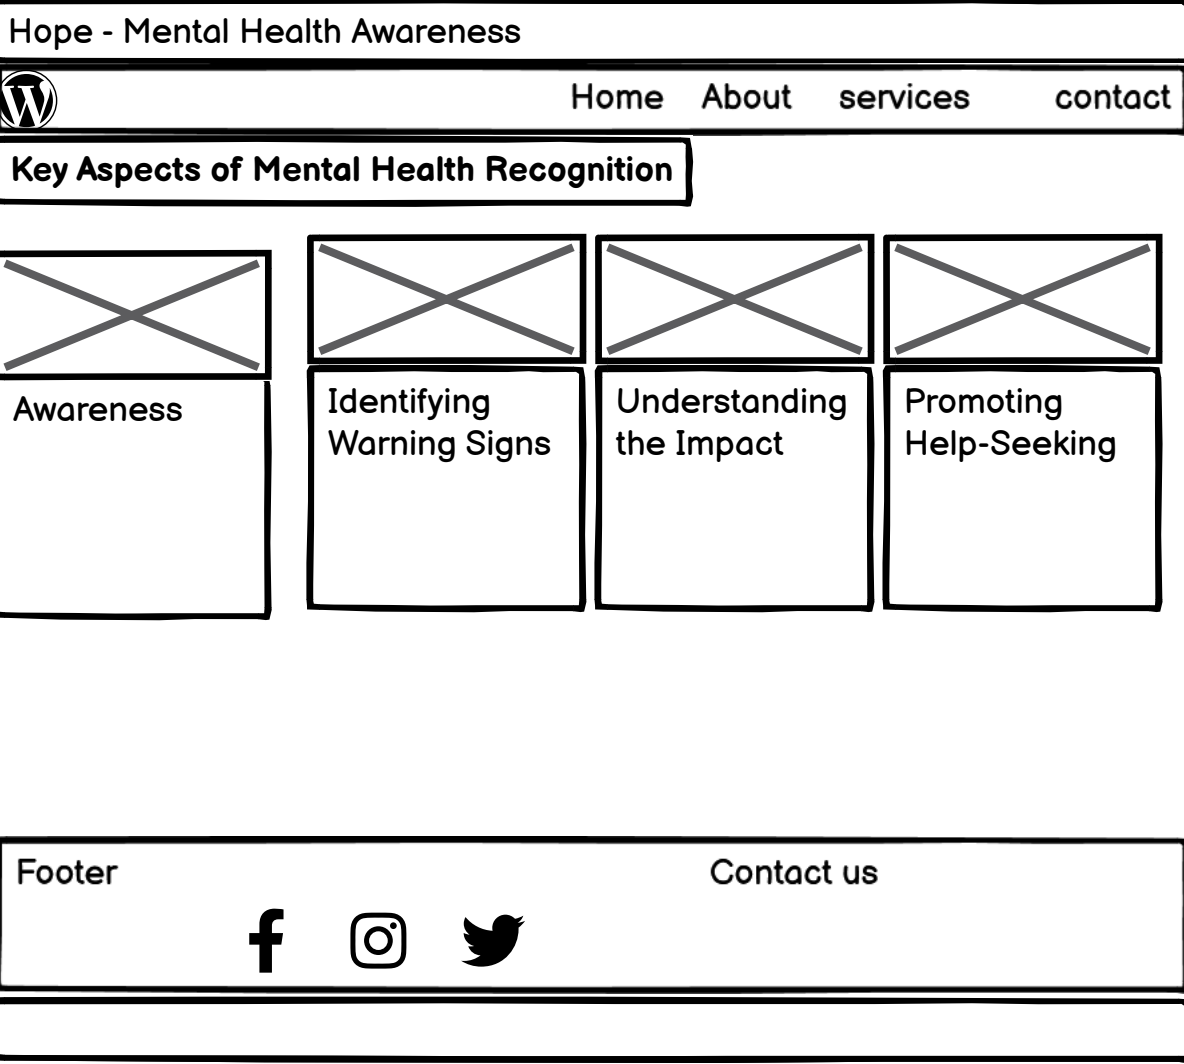 Hope - Mental Health Awareness
Home About services contact
Key Aspects of Mental Health Recognition
Awareness
Identifying
Warning Signs
Understanding
the Impact
Promoting
Help-Seeking
Footer
Contact us